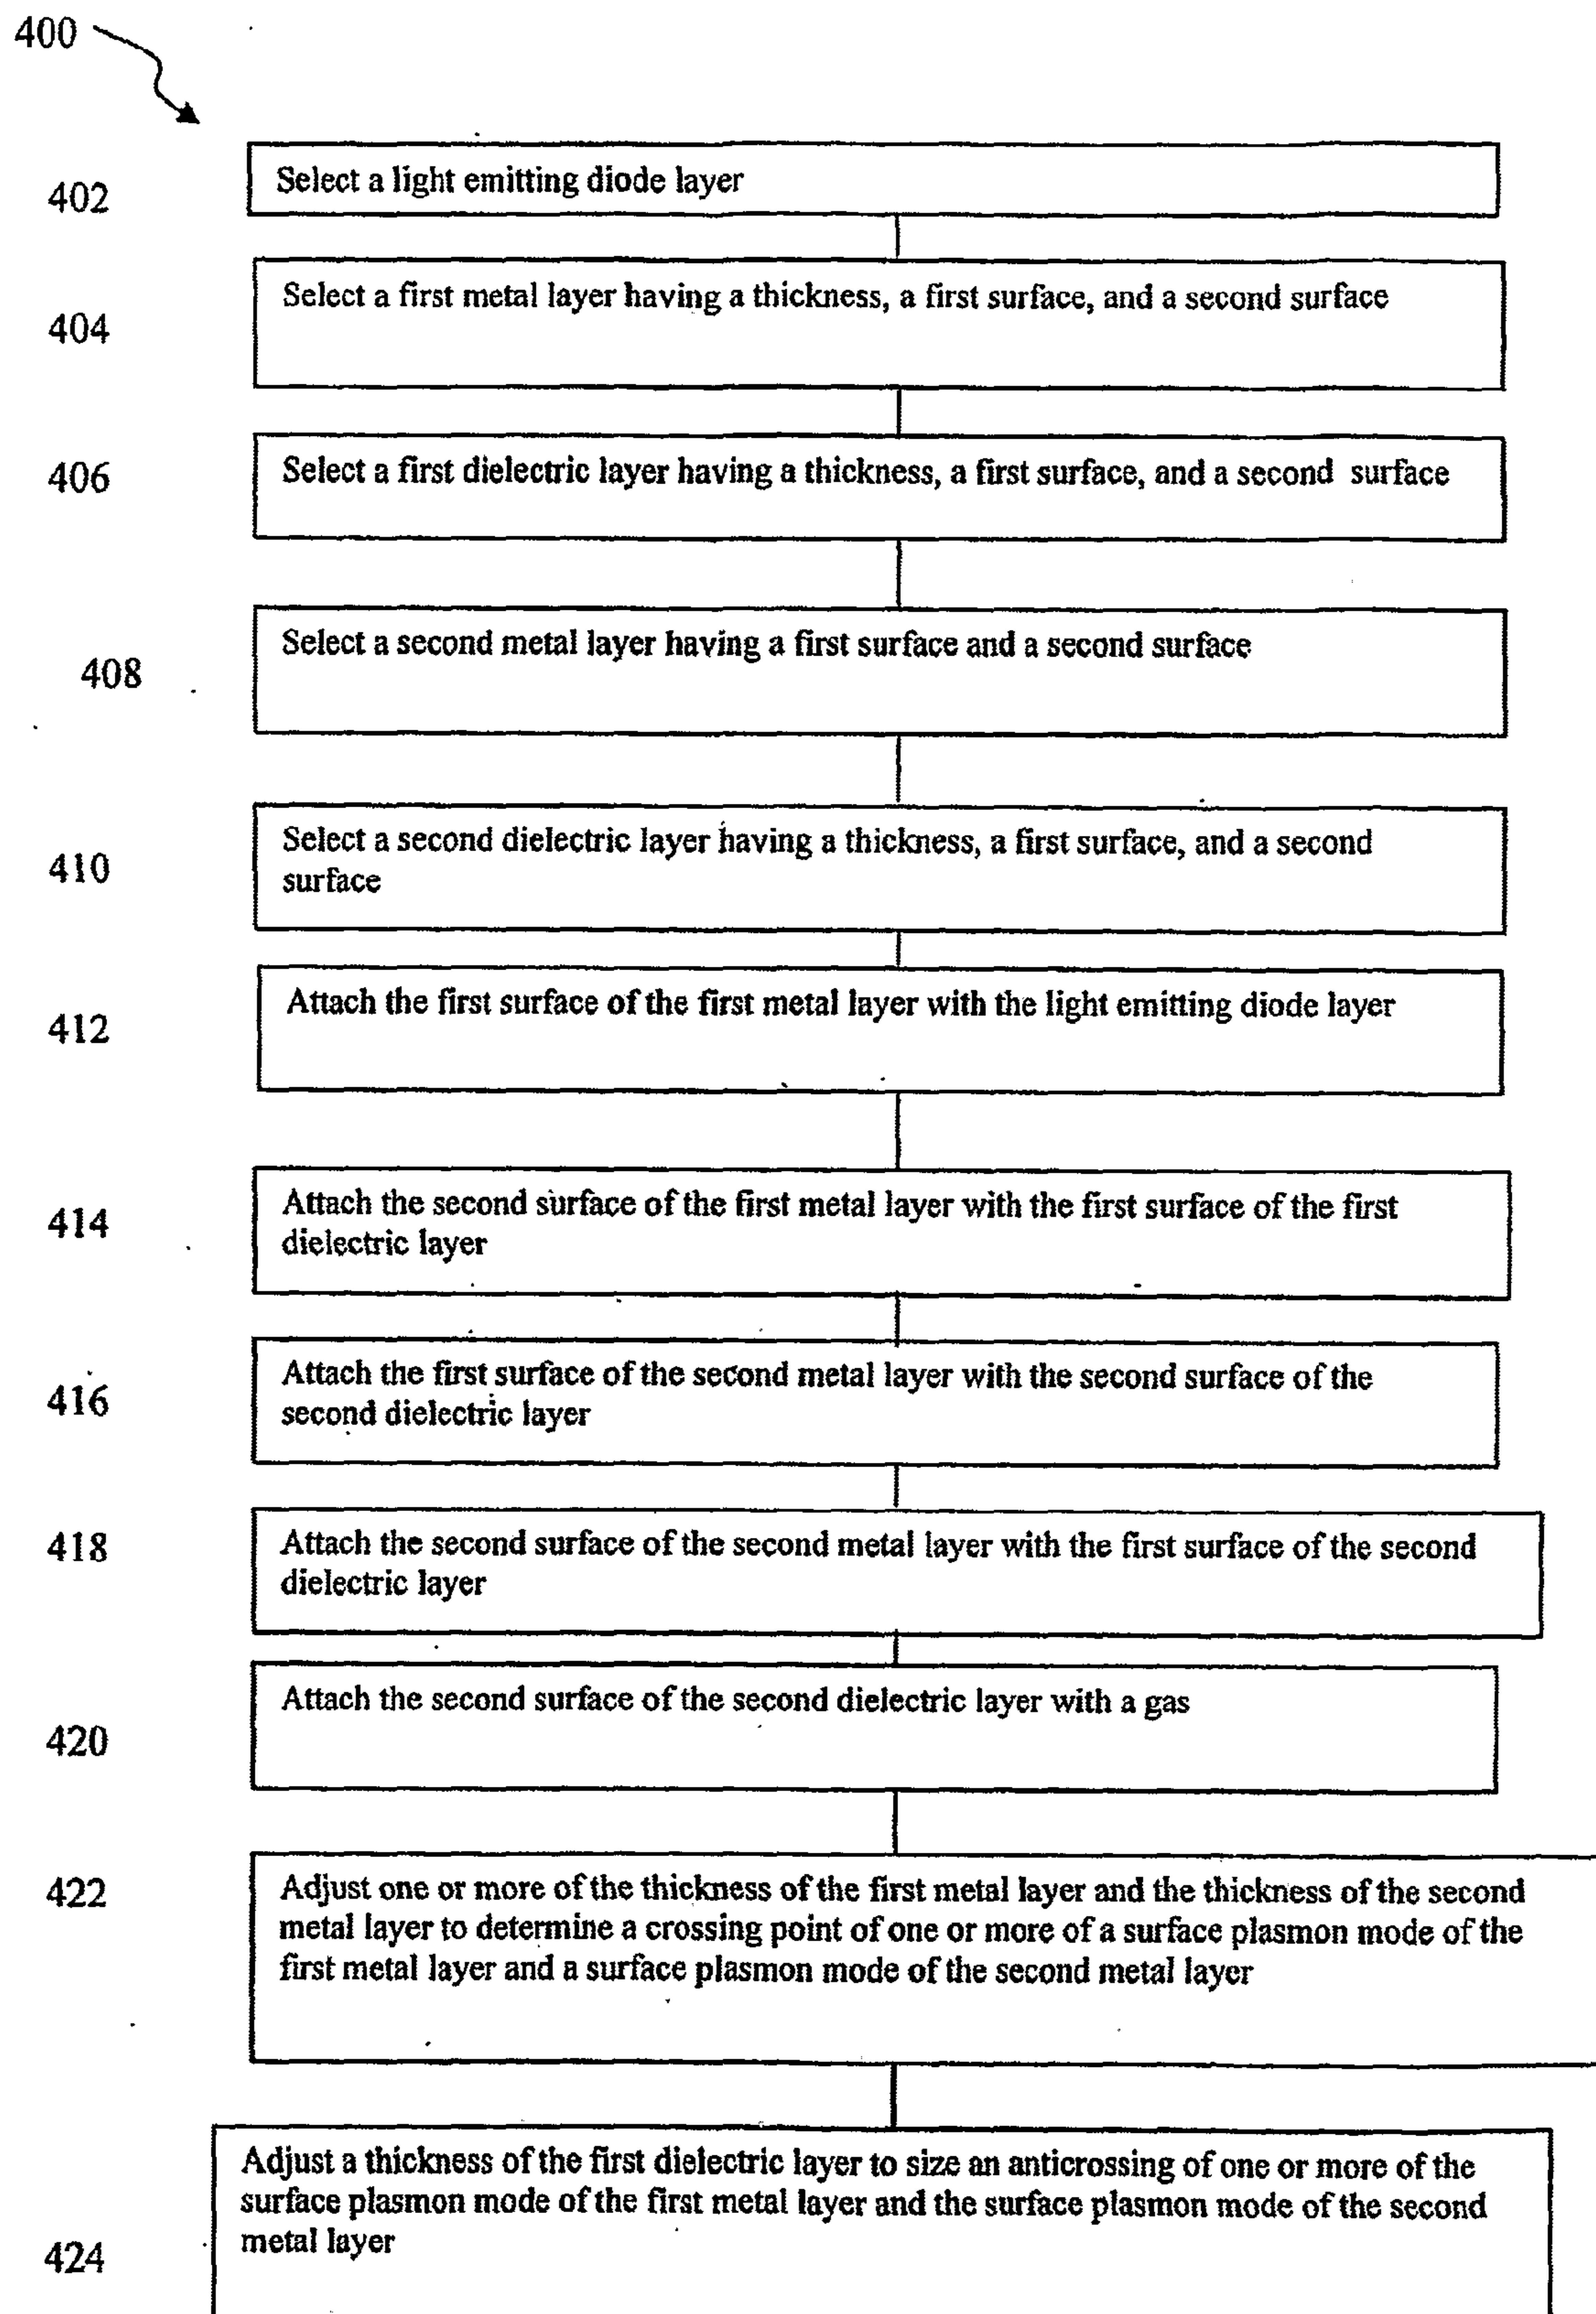 400
402
Select a light emitting diode layer
404
Select a first metal layer having a thickness, a first surface, and a second surface
406
Select a first dielectric layer having a thickness, a first surface, and a second surface
408
Select a second metal layer having a first surface and a second surface
410
Select a second dielectric layer having a thickness, a first surface, and a second
surface
412
Attach the first surface of the first metal layer with the light emitting diode layer
414
Attach the second surface of the first metal layer with the first surface of the first
dielectric layer
416
Attach the first surface of the second metal layer with the second surface of the
second dielectric layer
418
Attach the second surface of the second metal layer with the first surface of the second
dielectric layer
420
Attach the second surface of the second dielectric layer with a gas
422
Adjust one or more of the thickness of the first metal layer and the thickness of the second
metal layer to determine a crossing point of one or more of a surface plasmon mode of the
first metal layer and a surface plasmon mode of the second metal layer
424
Adjust a thickness of the first dielectric layer to size an anticrossing of one or more of the
surface plasmon mode of the first metal layer and the surface plasmon mode of the second
metal layer